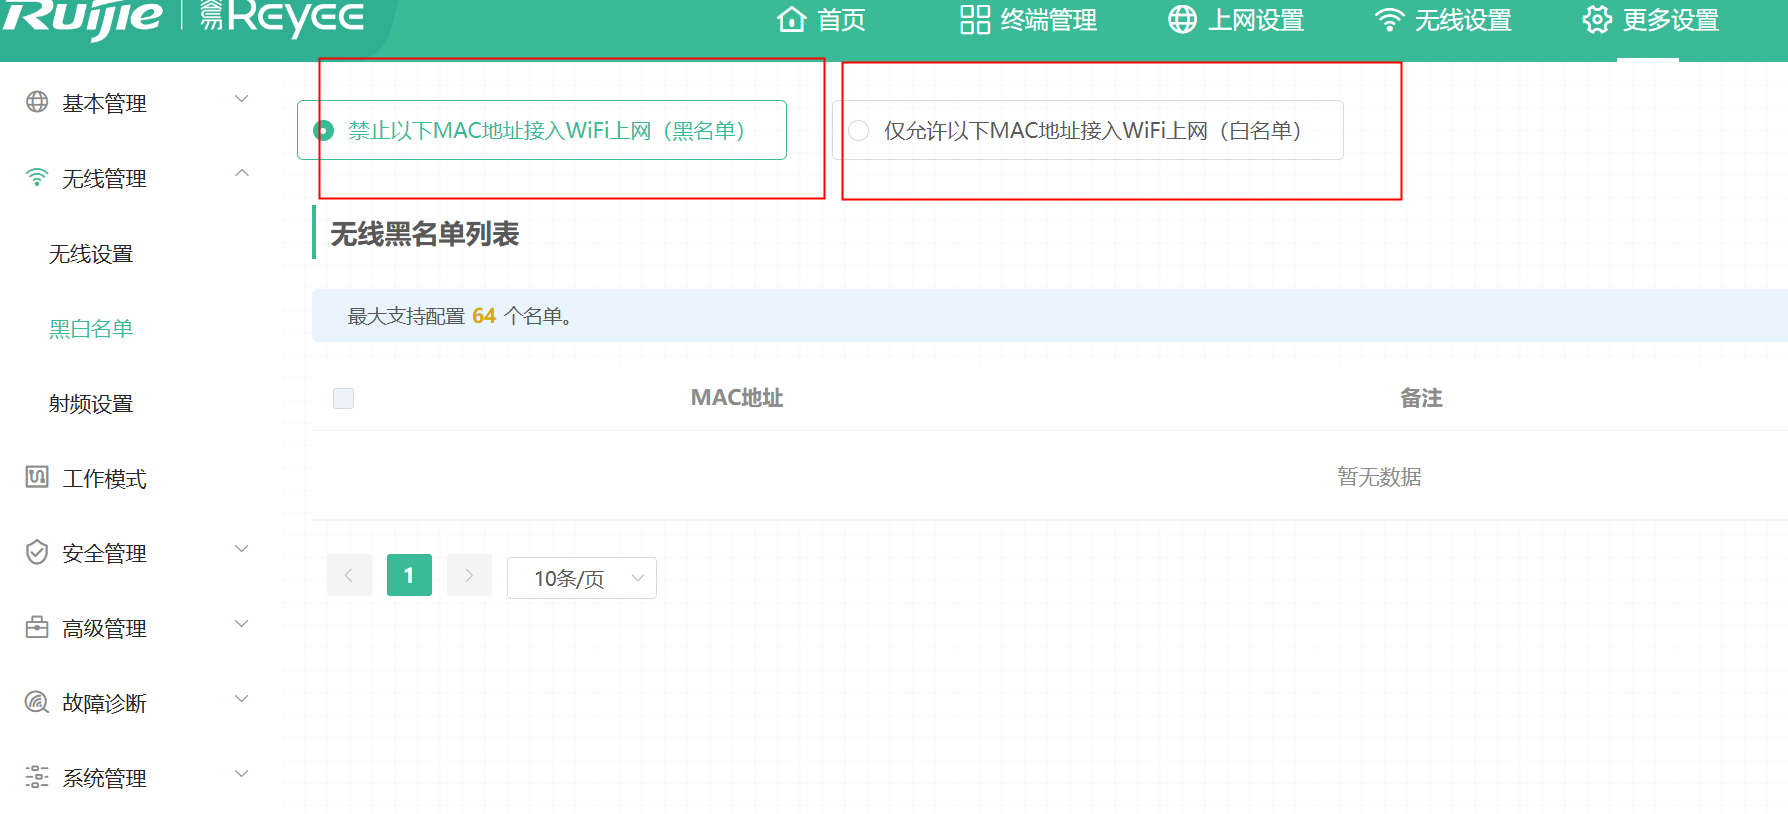 Ruijie | 易Reyee
首页
终端管理
上网设置
无线设置
更多设置
基本管理
无线管理
无线设置
黑白名单
射频设置
工作模式
安全管理
高级管理
故障诊断
系统管理
禁止以下MAC地址接入WiFi上网（黑名单）
仅允许以下MAC地址接入WiFi上网（白名单）
无线黑名单列表
最大支持配置 64 个名单。
MAC地址
备注
暂无数据
1
10条/页